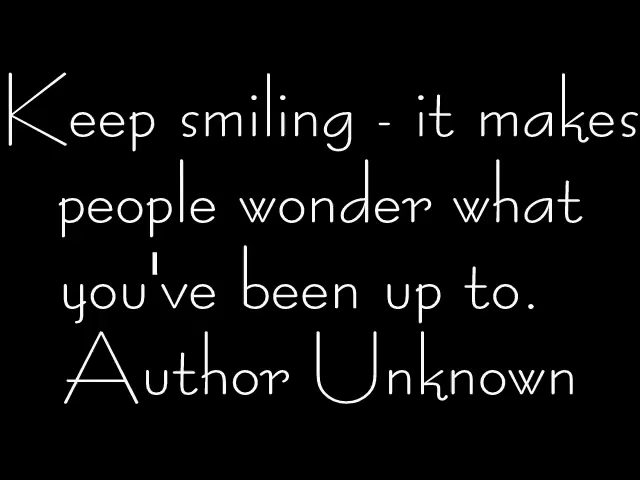 Keep smiling - it makes
people wonder what
you've been up to.
Author Unknown